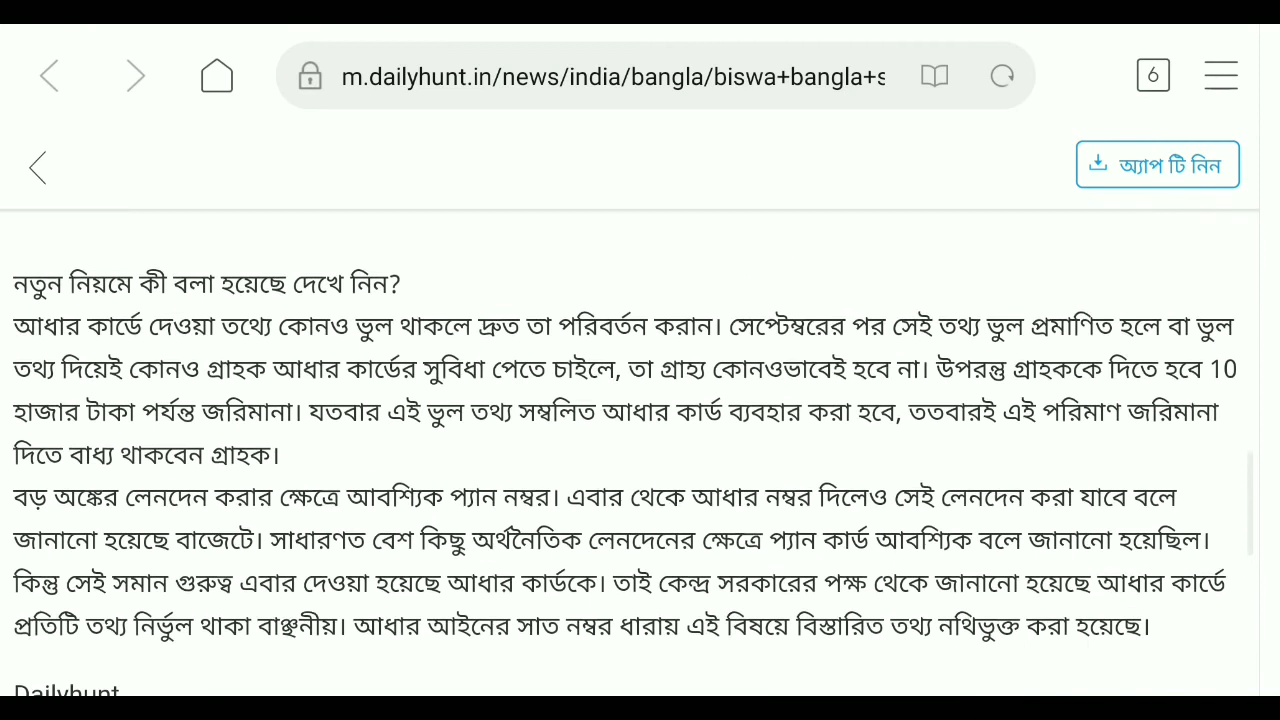 m.dailyhunt.in/news/india/bangla/biswa+bangla+s
6
অ্যাপ টি নিন
নতুন নিয়মে কী বলা হয়েছে দেখে নিন?
আধার কার্ডে দেওয়া তথ্যে কোনও ভুল থাকলে দ্রুত তা পরিবর্তন করান। সেপ্টেম্বরের পর সেই তথ্য ভুল প্রমাণিত হলে বা ভুল
তথ্য দিয়েই কোনও গ্রাহক আধার কার্ডের সুবিধা পেতে চাইলে, তা গ্রাহ্য কোনওভাবেই হবে না। উপরন্তু গ্রাহককে দিতে হবে 10
হাজার টাকা পর্যন্ত জরিমানা। যতবার এই ভুল তথ্য সম্বলিত আধার কার্ড ব্যবহার করা হবে, ততবারই এই পরিমাণ জরিমানা
দিতে বাধ্য থাকবেন গ্রাহক।
বড় অঙ্কের লেনদেন করার ক্ষেত্রে আবশ্যিক প্যান নম্বর। এবার থেকে আধার নম্বর দিলেও সেই লেনদেন করা যাবে বলে
জানানো হয়েছে বাজেটে। সাধারণত বেশ কিছু অর্থনৈতিক লেনদেনের ক্ষেত্রে প্যান কার্ড আবশ্যিক বলে জানানো হয়েছিল।
কিন্তু সেই সমান গুরুত্ব এবার দেওয়া হয়েছে আধার কার্ডকে। তাই কেন্দ্র সরকারের পক্ষ থেকে জানানো হয়েছে আধার কার্ডে
প্রতিটি তথ্য নির্ভুল থাকা বাঞ্ছনীয়। আধার আইনের সাত নম্বর ধারায় এই বিষয়ে বিস্তারিত তথ্য নথিভুক্ত করা হয়েছে।
Dailyhunt